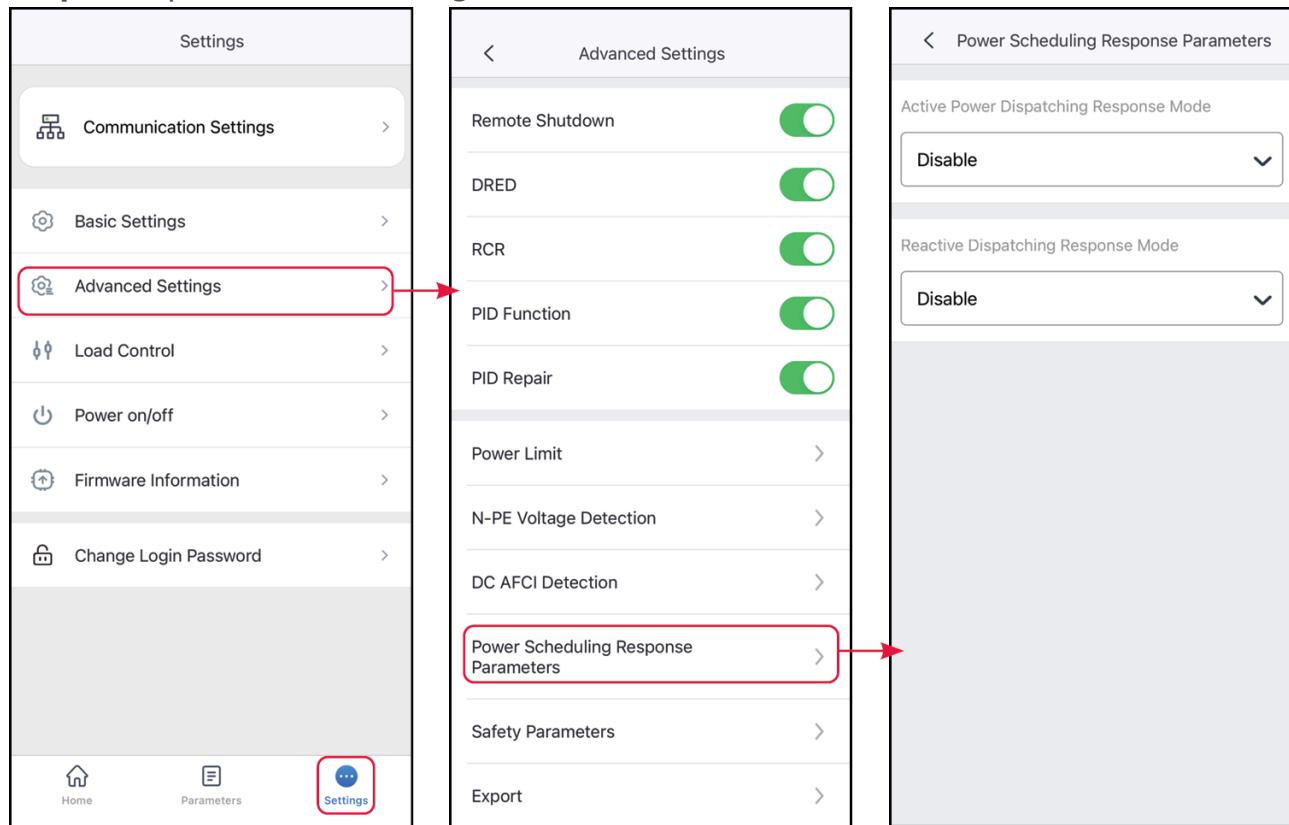 Settings
Communication Settings
Basic Settings
Advanced Settings
Load Control
Power on/off
Firmware Information
Change Login Password
Home
Parameters
Settings
Advanced Settings
Remote Shutdown
DRED
RCR
PID Function
PID Repair
Power Limit
N-PE Voltage Detection
DC AFCI Detection
Power Scheduling Response
Parameters
Safety Parameters
Export
Power Scheduling Response Parameters
Active Power Dispatching Response Mode
Disable
Reactive Dispatching Response Mode
Disable